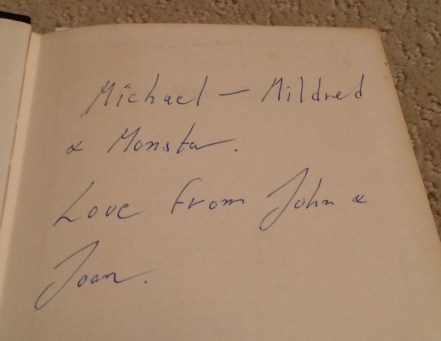 Michael — Mildred
& Monster.
Love From John &
Joan.